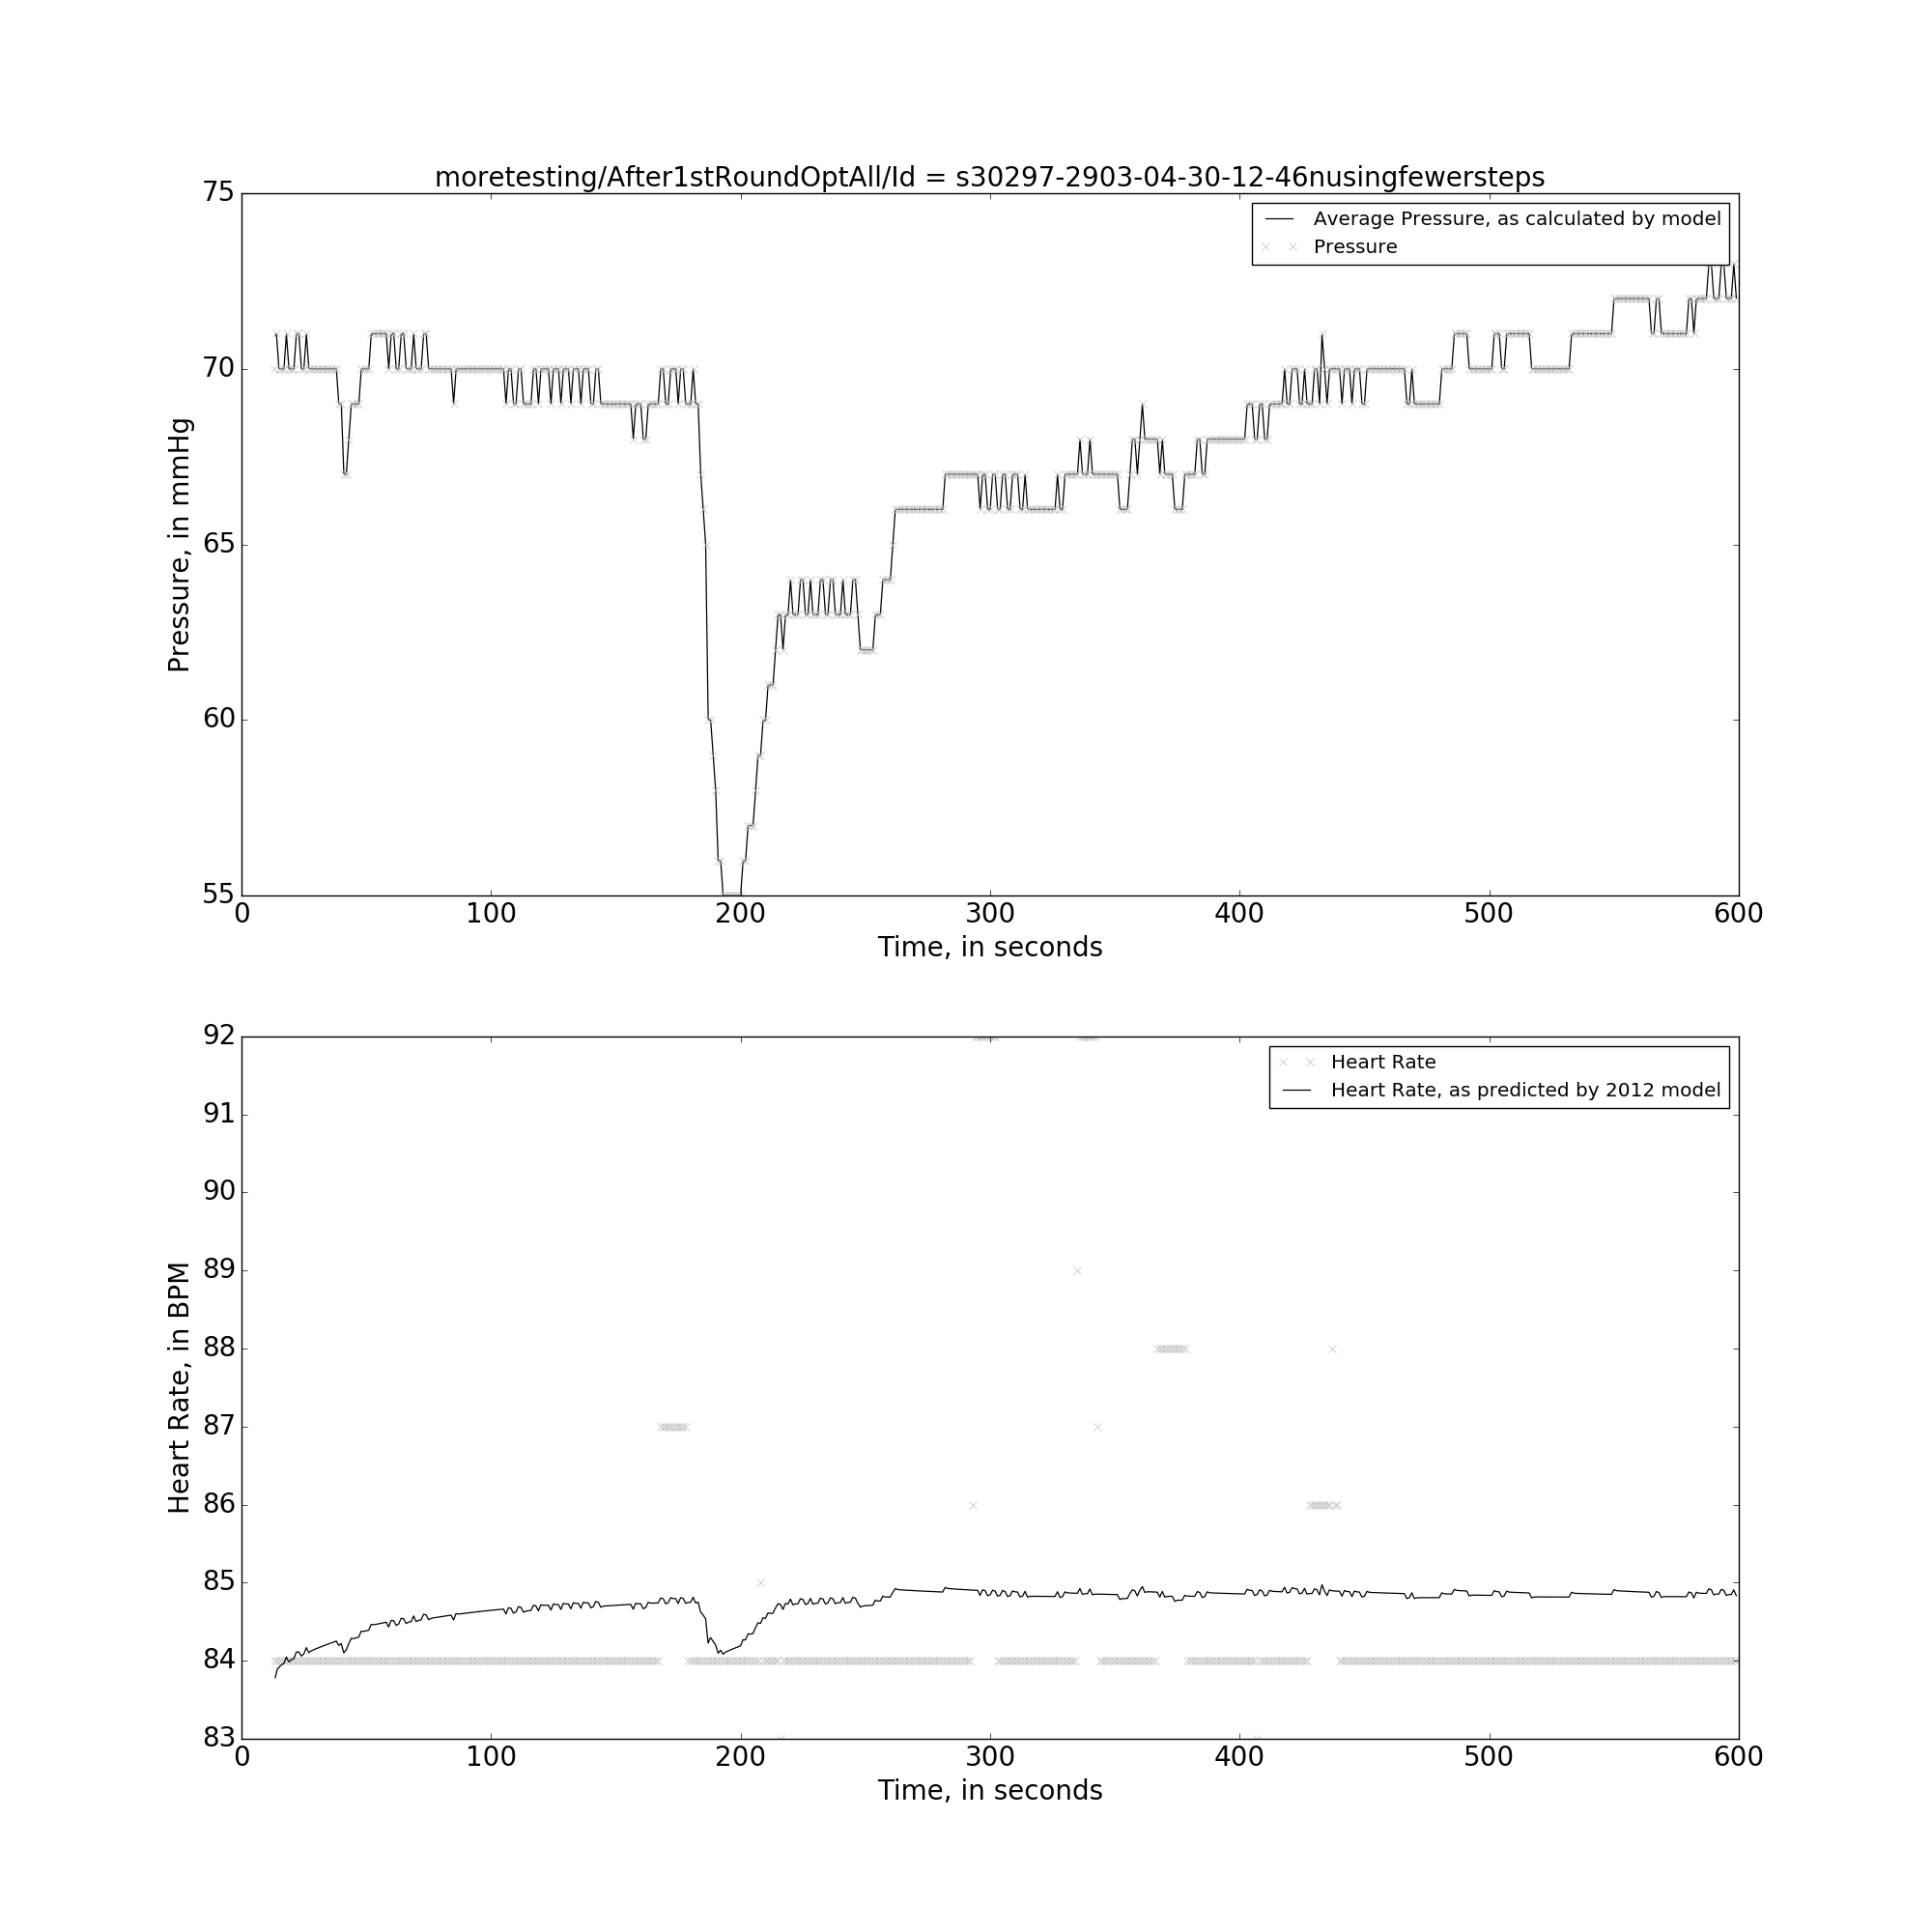 moretesting/After1stRoundOptAll/Id = s30297-2903-04-30-12-46nusingfewersteps
75
70
65
60
55
Pressure, in mmHg
Average Pressure, as calculated by model
Pressure
0 100 200 300 400 500 600
Time, in seconds
92
91
90
89
88
87
86
85
84
83
Heart Rate, in BPM
Heart Rate
Heart Rate, as predicted by 2012 model
0 100 200 300 400 500 600
Time, in seconds